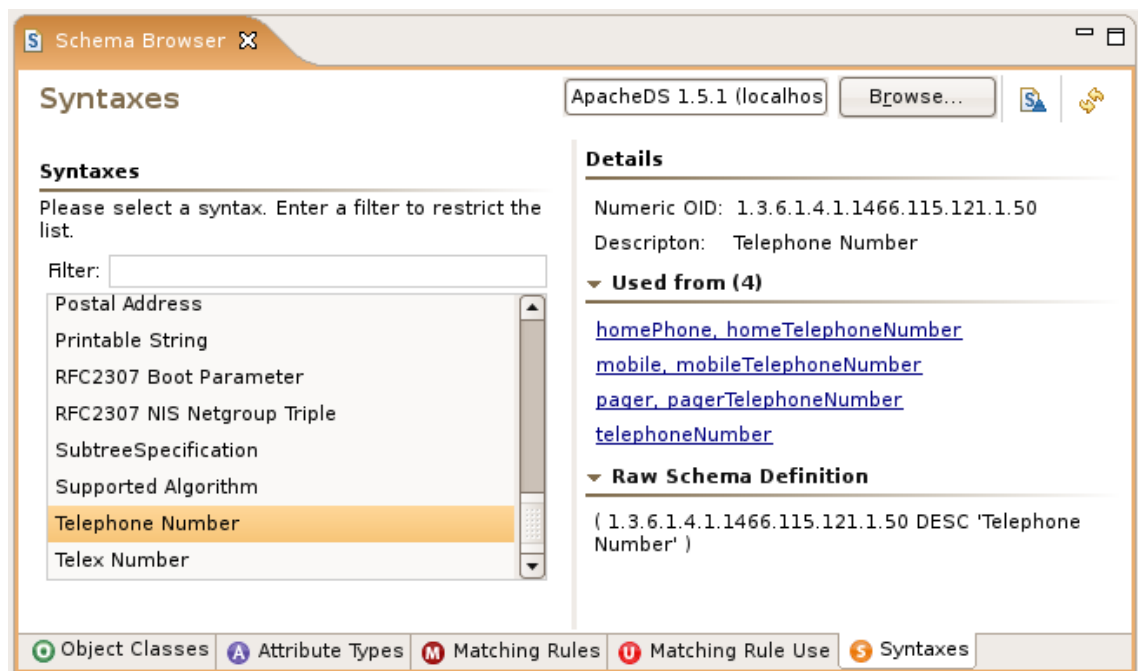 Schema Browser
Syntaxes
ApacheDS 1.5.1 (localhos
Browse...
Syntaxes
Please select a syntax. Enter a filter to restrict the
list.
Filter:
Postal Address
Printable String
RFC2307 Boot Parameter
RFC2307 NIS Netgroup Triple
SubtreeSpecification
Supported Algorithm
Telephone Number
Telex Number
Details
Numeric OID: 1.3.6.1.4.1.1466.115.121.1.50
Descripton: Telephone Number
Used from (4)
homePhone, homeTelephoneNumber
mobile, mobileTelephoneNumber
pager, pagerTelephoneNumber
telephoneNumber
Raw Schema Definition
( 1.3.6.1.4.1.1466.115.121.1.50 DESC 'Telephone
Number' )
Object Classes
Attribute Types
Matching Rules
Matching Rule Use
Syntaxes